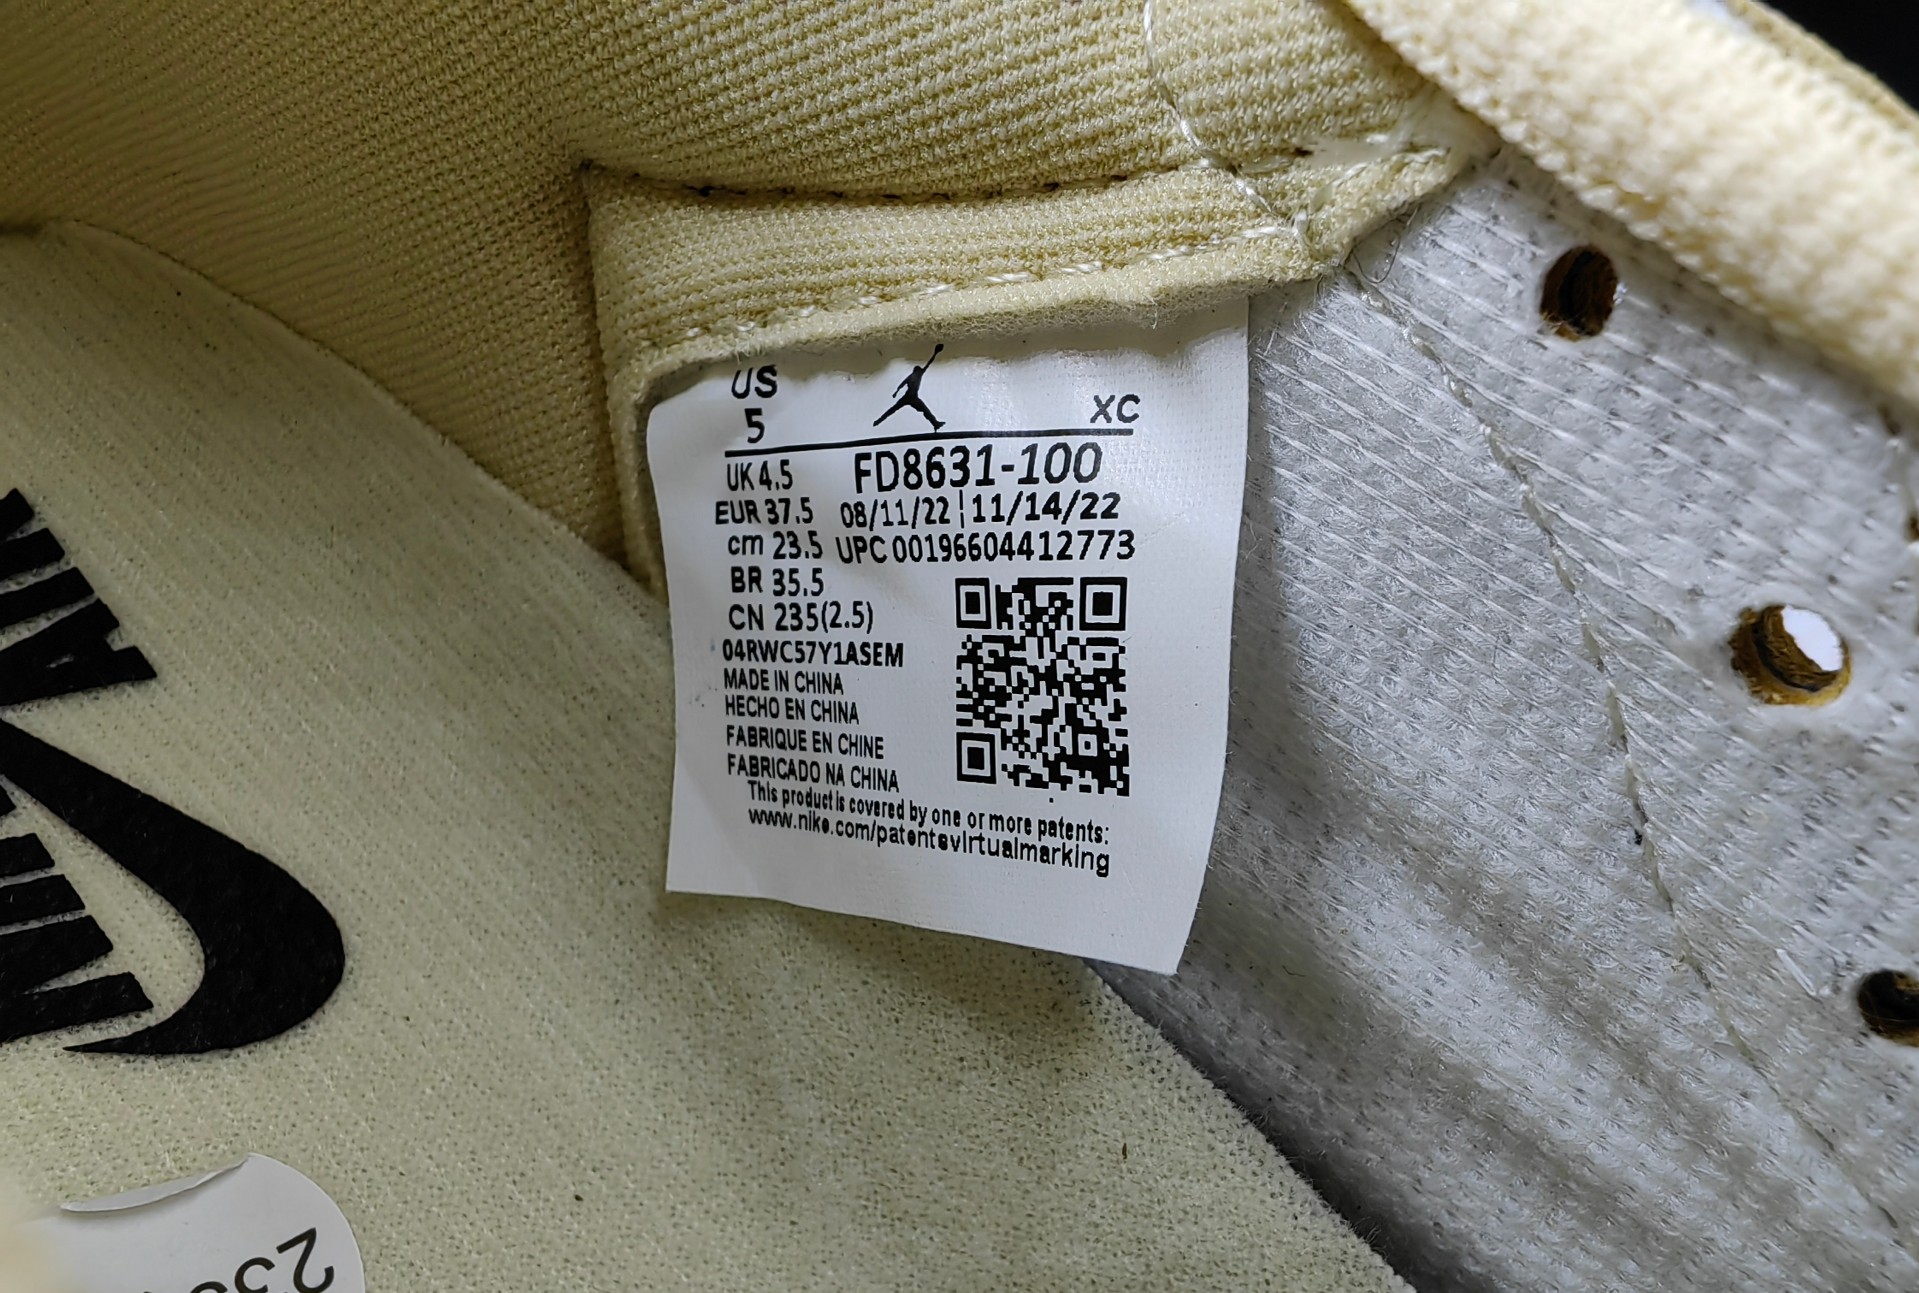 US
5
XC
UK 4.5
FD8631-100
EUR 37.5
08/11/22 | 11/14/22
cm 23.5
UPC 00196604412773
BR 35.5
CN 235(2.5)
04RWC57Y1ASEM
MADE IN CHINA
HECHO EN CHINA
FABRIQUE EN CHINE
FABRICADO NA CHINA
This product is covered by one or more patents:
www.nike.com/patentsvirtualmarking